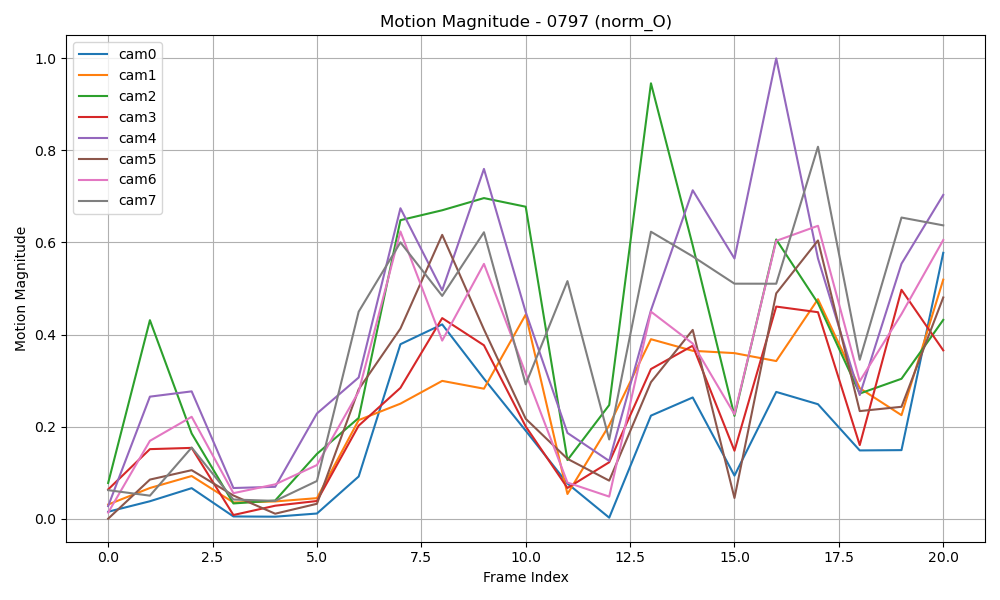 Motion Magnitude - 0797 (norm_O)
cam0
cam1
cam2
cam3
cam4
cam5
cam6
cam7
Motion Magnitude
1.0
0.8
0.6
0.4
0.2
0.0
0.0 2.5 5.0 7.5 10.0 12.5 15.0 17.5 20.0
Frame Index